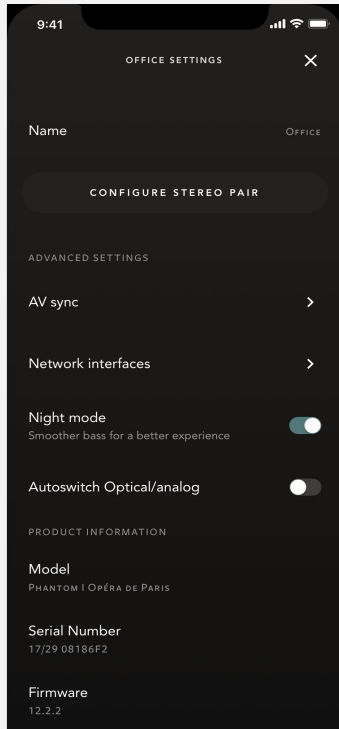 9:41
OFFICE SETTINGS
Name
OFFICE
CONFIGURE STEREO PAIR
ADVANCED SETTINGS
AV sync
Network interfaces
Night mode
Smoother bass for a better experience
Autoswitch Optical/analog
PRODUCT INFORMATION
Model
PHANTOM I OPÉRA DE PARIS
Serial Number
17/29 08186F2
Firmware
12.2.2